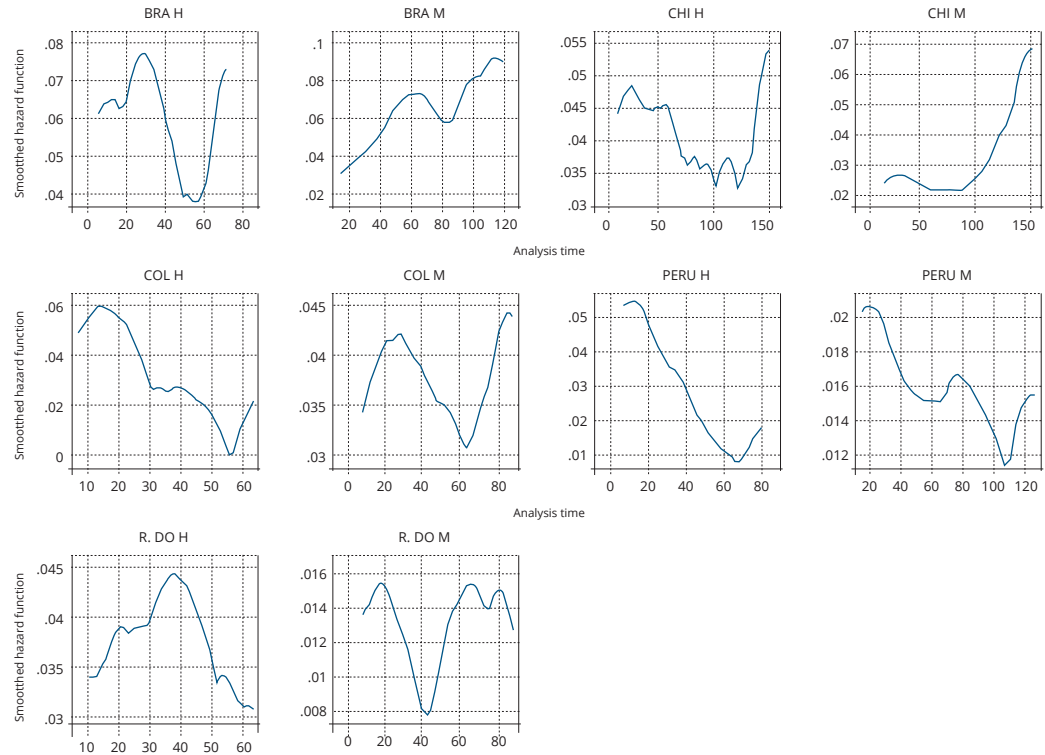 BRA H
BRA M
CHI H
CHI M
Smoothed hazard function
.08
.07
.06
.05
.04
0 20 40 60 80
.1
.08
.06
.04
.02
20 40 60 80 100 120
.055
.05
.045
.04
.035
.03
0 50 100 150
.07
.06
.05
.04
.03
.02
0 50 100 150
Analysis time
COL H
COL M
PERU H
PERU M
Smootthed hazard function
.06
.04
.02
0
10 20 30 40 50 60
.045
.04
.035
.03
0 20 40 60 80
.05
.04
.03
.02
.01
0 20 40 60 80
.02
.018
.016
.014
.012
20 40 60 80 100 120
Analysis time
R. DO H
R. DO M
Smootthed hazard function
.045
.04
.035
.03
10 20 30 40 50 60
.016
.014
.012
.01
.008
0 20 40 60 80